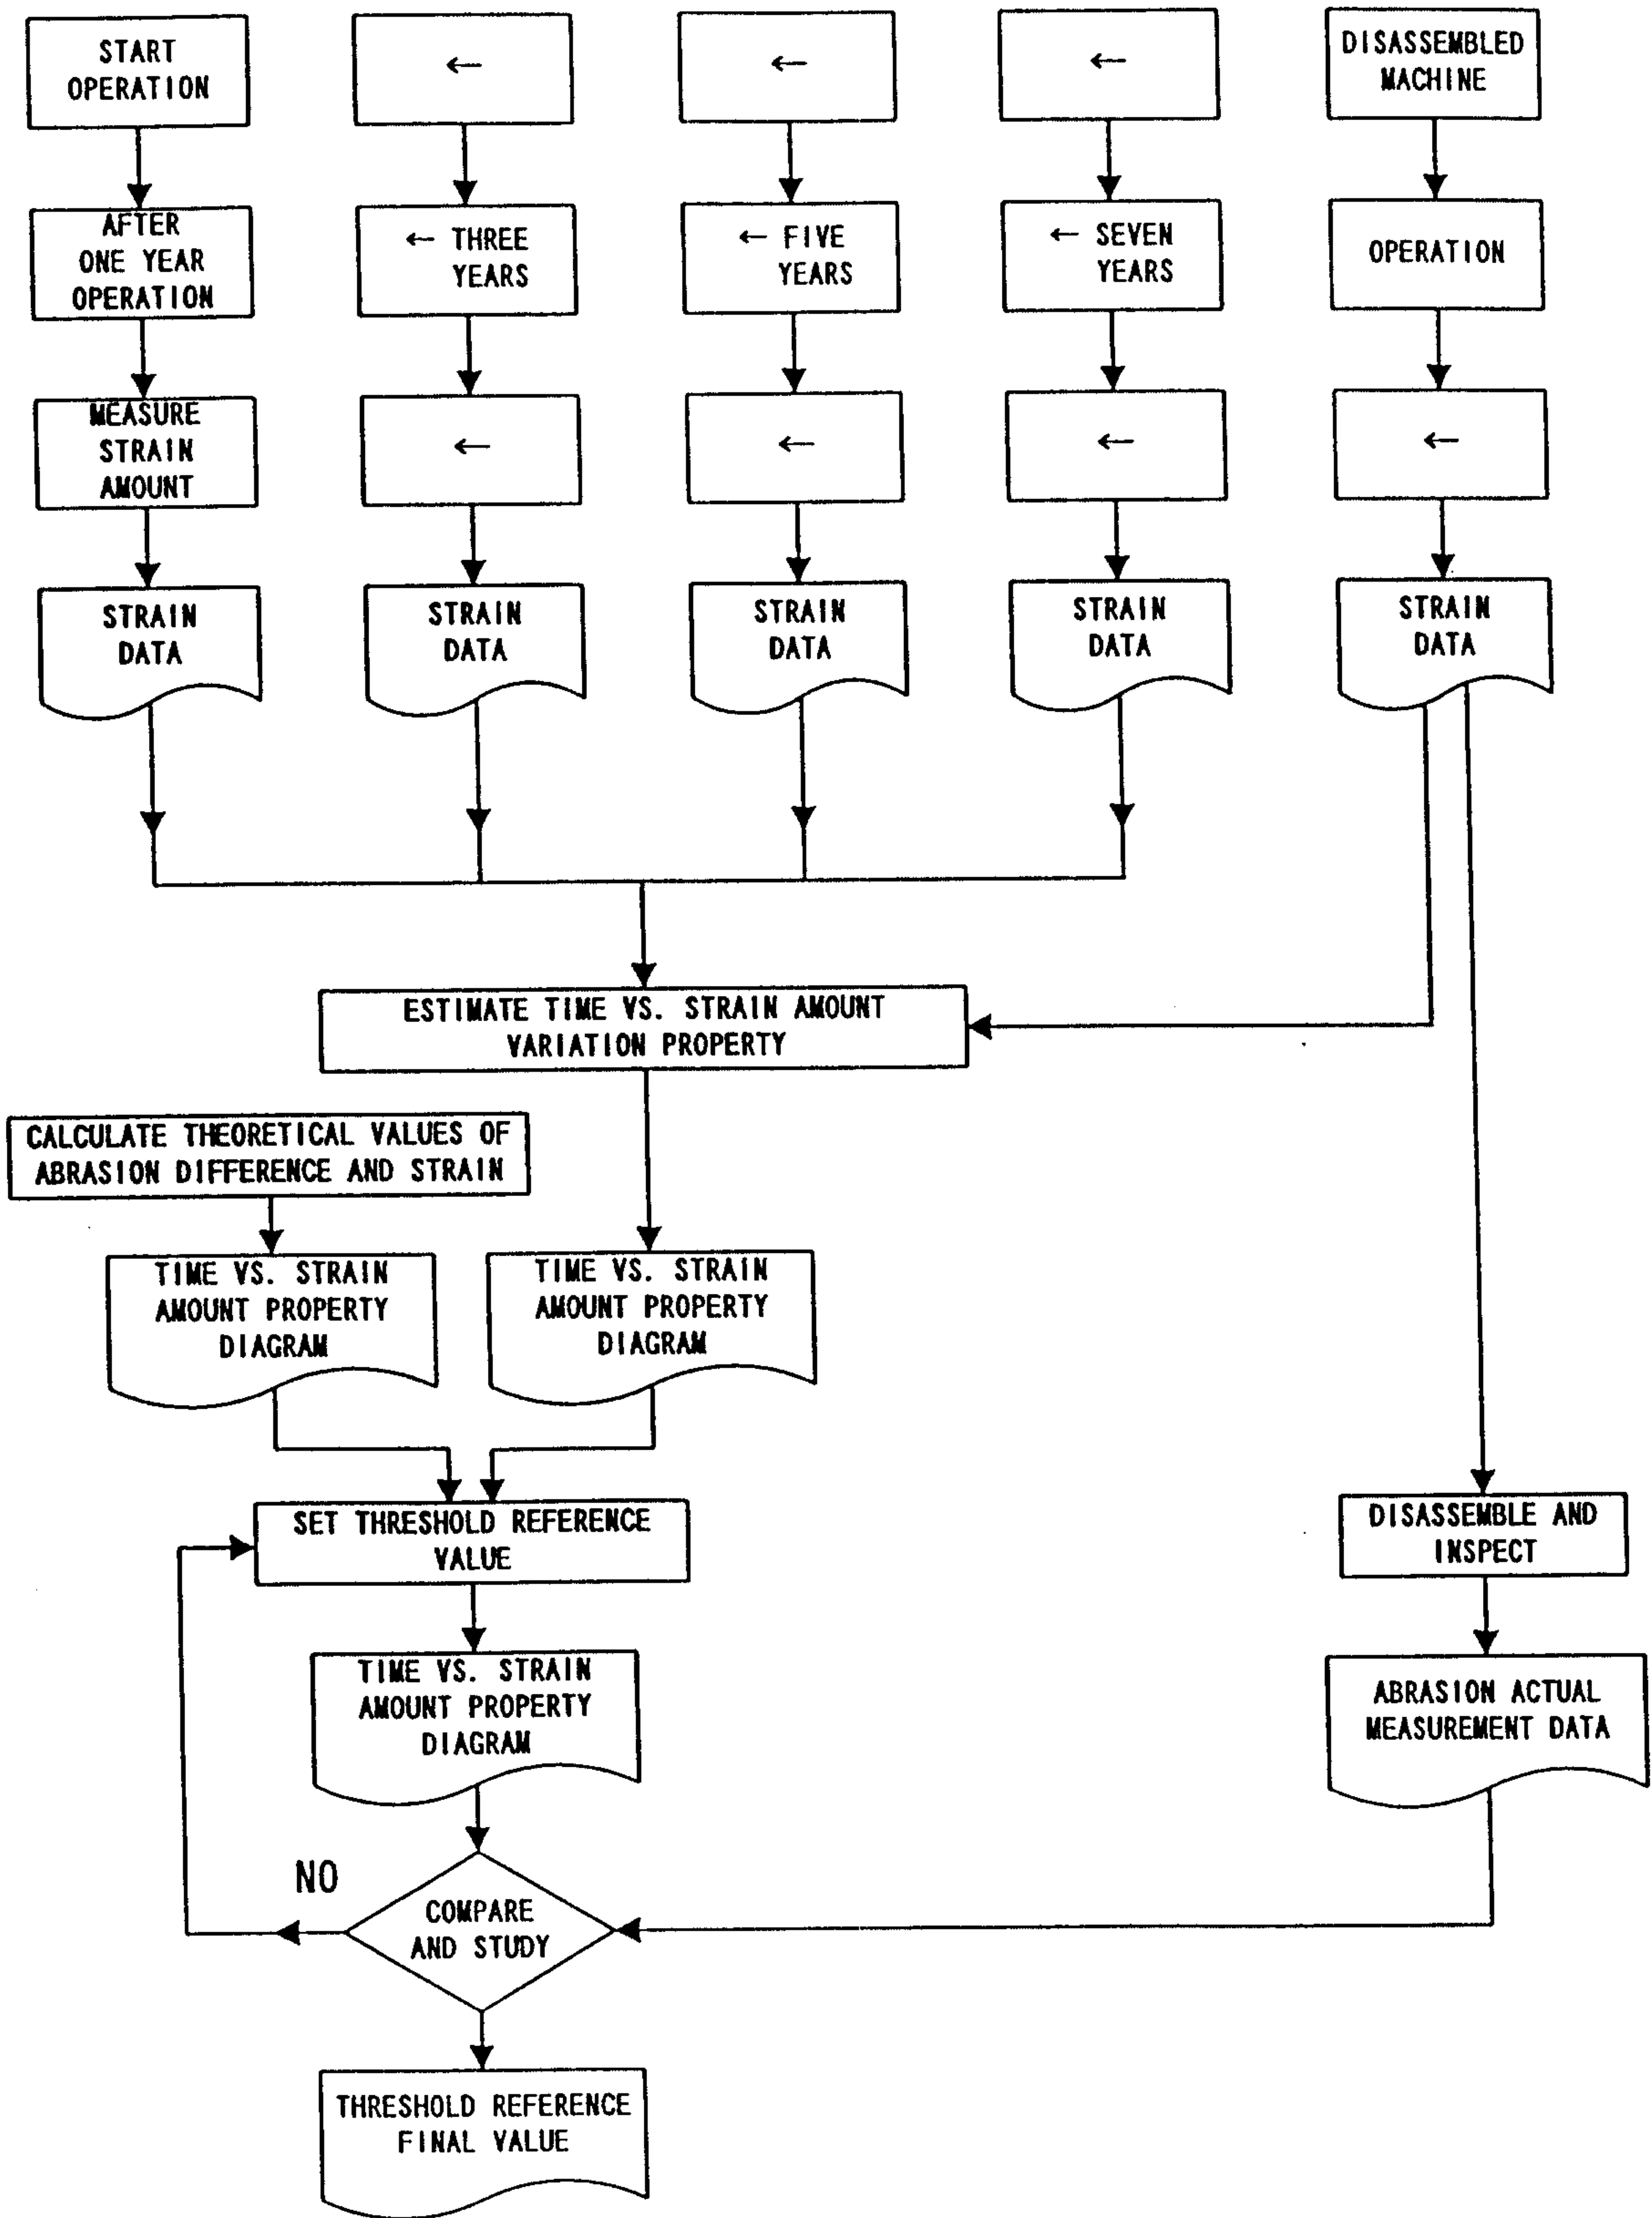 START
OPERATION
←
←
←
DISASSEMBLED
MACHINE
AFTER
ONE YEAR
OPERATION
← THREE
YEARS
← FIVE
YEARS
← SEVEN
YEARS
OPERATION
MEASURE
STRAIN
AMOUNT
←
←
←
←
STRAIN
DATA
STRAIN
DATA
STRAIN
DATA
STRAIN
DATA
STRAIN
DATA
ESTIMATE TIME VS. STRAIN AMOUNT
VARIATION PROPERTY
CALCULATE THEORETICAL VALUES OF
ABRASION DIFFERENCE AND STRAIN
TIME VS. STRAIN
AMOUNT PROPERTY
DIAGRAM
TIME VS. STRAIN
AMOUNT PROPERTY
DIAGRAM
SET THRESHOLD REFERENCE
VALUE
DISASSEMBLE AND
INSPECT
TIME VS. STRAIN
AMOUNT PROPERTY
DIAGRAM
ABRASION ACTUAL
MEASUREMENT DATA
NO
COMPARE
AND STUDY
THRESHOLD REFERENCE
FINAL VALUE